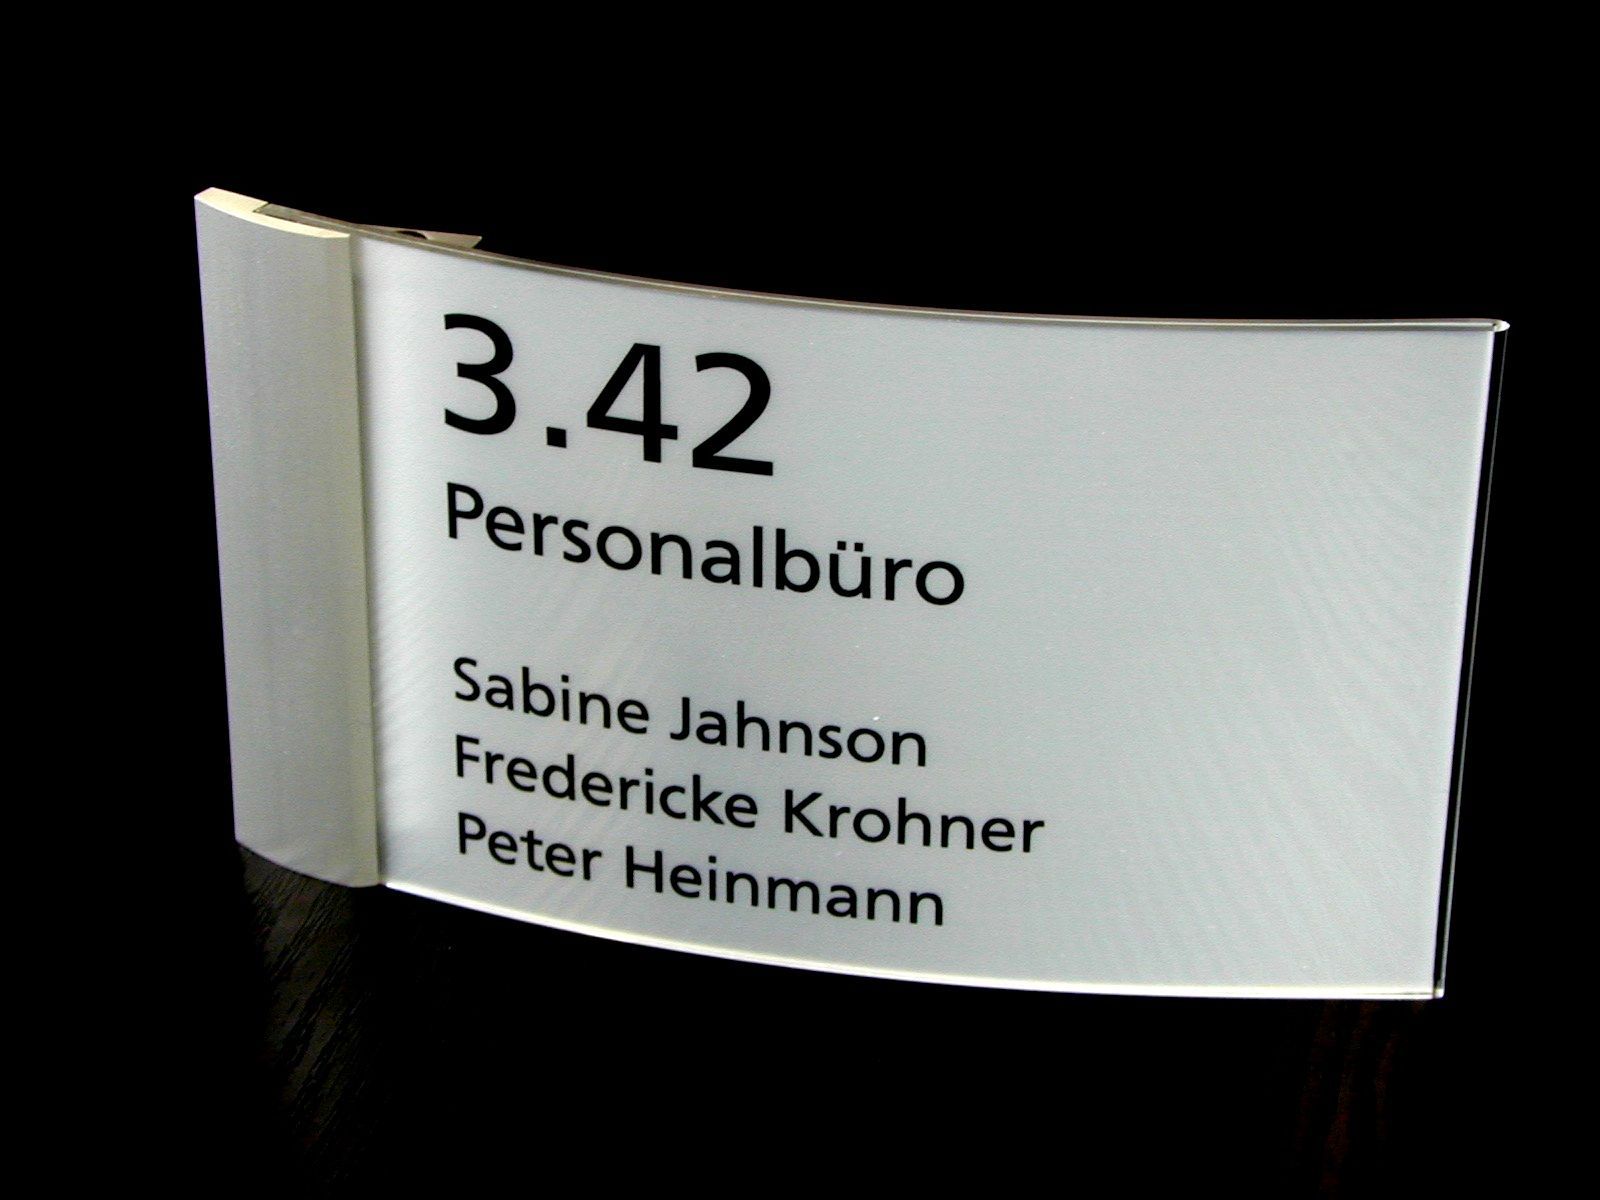 3.42
Personalbüro
Sabine Jahnson
Fredericke Krohner
Peter Heinmann